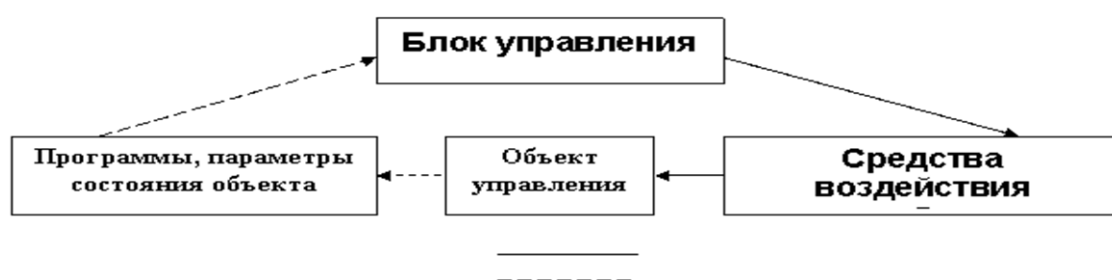 Блок управления
Программы, параметры
состояния объекта
Объект
управления
Средства
воздействия